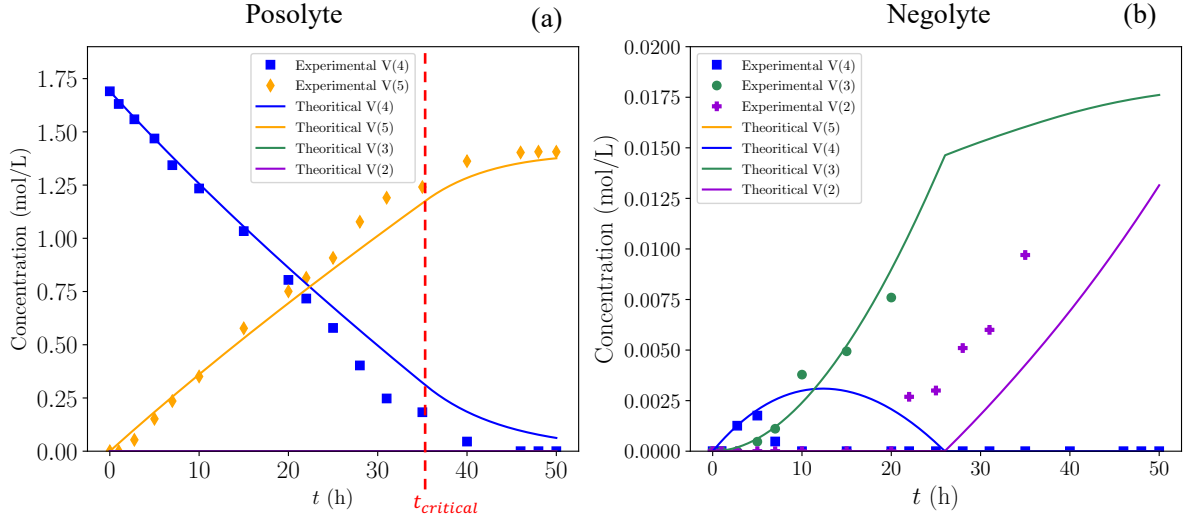 Posolyte
(a)
Concentration (mol/L)
1.75
1.50
1.25
1.00
0.75
0.50
0.25
0.00
Experimental V(4)
Experimental V(5)
Theoritical V(4)
Theoritical V(5)
Theoritical V(3)
Theoritical V(2)
0
10
20
30
40
50
t (h)
t_critical
Negolyte
(b)
Concentration (mol/L)
0.0200
0.0175
0.0150
0.0125
0.0100
0.0075
0.0050
0.0025
0.0000
Experimental V(4)
Experimental V(3)
Experimental V(2)
Theoritical V(5)
Theoritical V(4)
Theoritical V(3)
Theoritical V(2)
0
10
20
30
40
50
t (h)